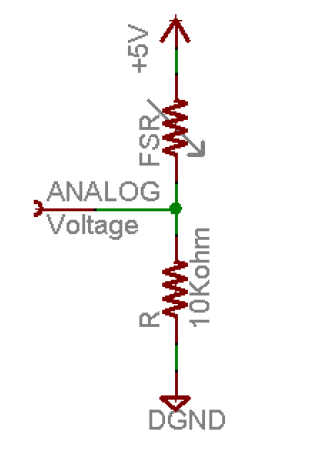 +5V
FSR
ANALOG
Voltage
10Kohm
R
DGND